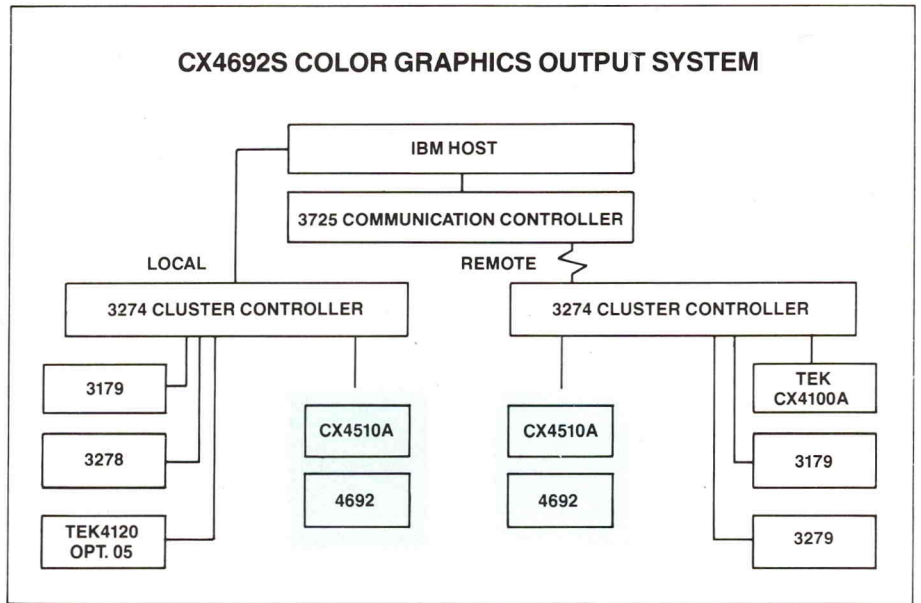 CX4692S COLOR GRAPHICS OUTPUT SYSTEM
IBM HOST
3725 COMMUNICATION CONTROLLER
LOCAL
REMOTE
3274 CLUSTER CONTROLLER
3274 CLUSTER CONTROLLER
3179
3278
TEK4120
OPT. 05
CX4510A
4692
CX4510A
4692
TEK
CX4100A
3179
3279